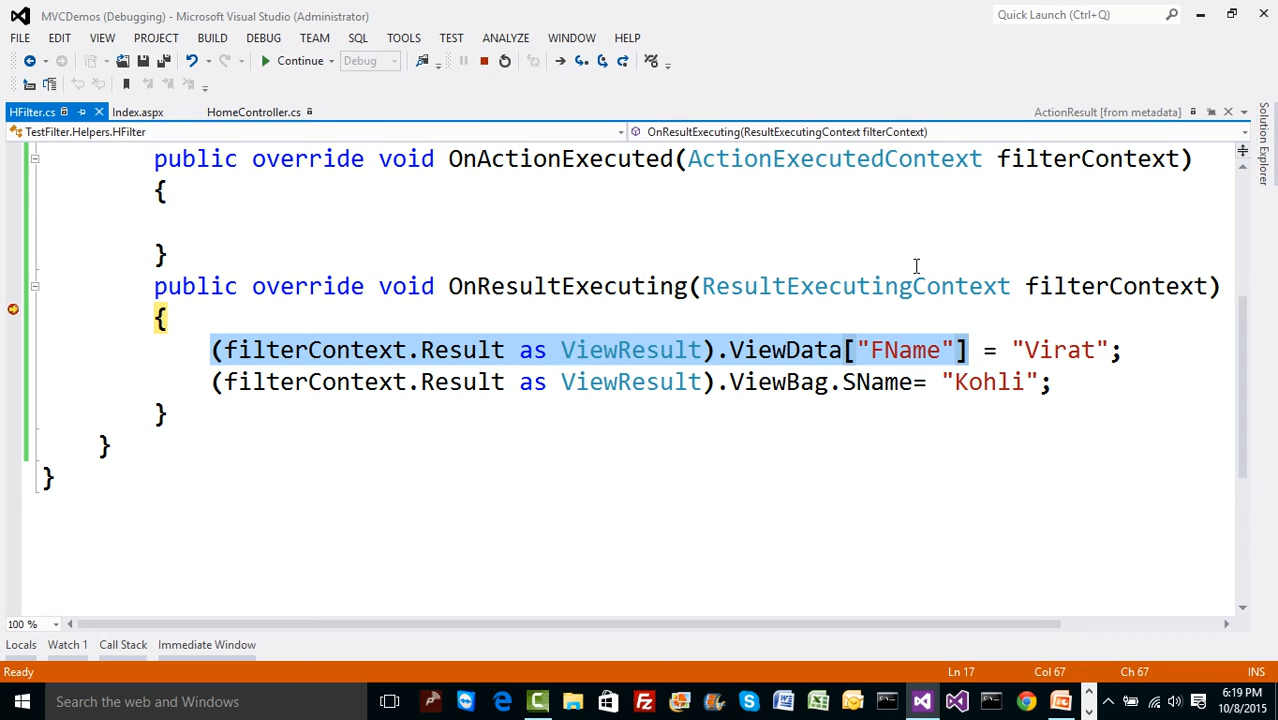 MVCDemos (Debugging) - Microsoft Visual Studio (Administrator)
Quick Launch (Ctrl+Q)
FILE EDIT VIEW PROJECT BUILD DEBUG TEAM SQL TOOLS TEST ANALYZE WINDOW HELP
Continue Debug
HFilter.cs Index.aspx HomeController.cs ActionResult [from metadata]
TestFilter.Helpers.HFilter OnResultExecuting(ResultExecutingContext filterContext)
Solution Explorer
public override void OnActionExecuted(ActionExecutedContext filterContext)
{
}
public override void OnResultExecuting(ResultExecutingContext filterContext)
{
(filterContext.Result as ViewResult).ViewData["FName"] = "Virat";
(filterContext.Result as ViewResult).ViewBag.SName= "Kohli";
}
}
}
100 %
Locals Watch 1 Call Stack Immediate Window
Ready Ln 17 Col 67 Ch 67 INS
Search the web and Windows
6:19 PM
10/8/2015